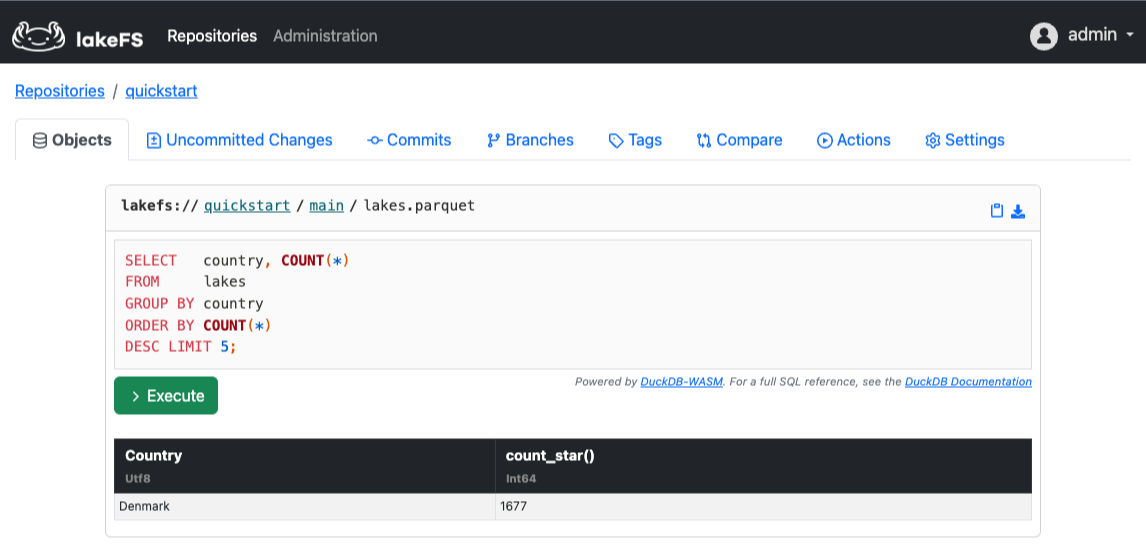 lakeFS Repositories Administration admin
Repositories / quickstart
Objects Uncommitted Changes Commits Branches Tags Compare Actions Settings
lakefs:// quickstart / main / lakes.parquet
SELECT country, COUNT(*)
FROM lakes
GROUP BY country
ORDER BY COUNT(*)
DESC LIMIT 5;
Powered by DuckDB-WASM. For a full SQL reference, see the DuckDB Documentation
Execute
Country count_star()
Utf8 Int64
Denmark 1677